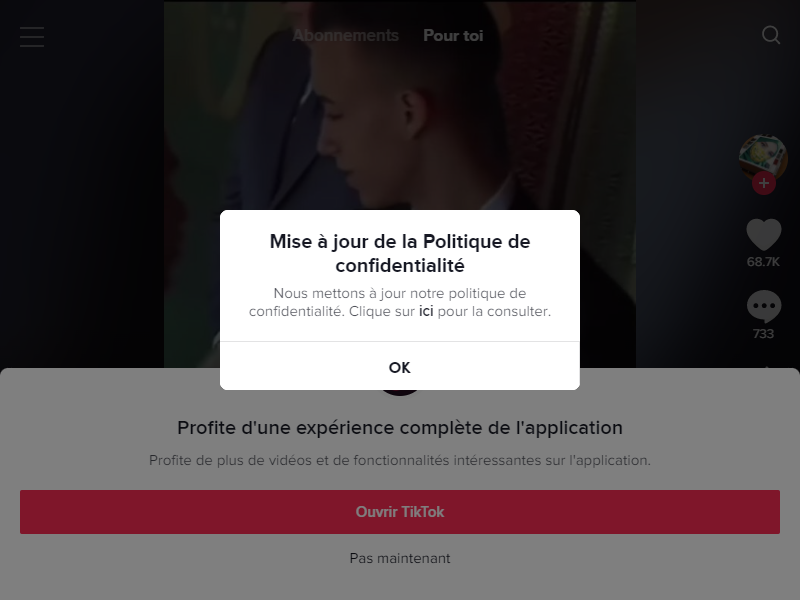 Abonnements
Pour toi
68.7K
733
Mise à jour de la Politique de
confidentialité
Nous mettons à jour notre politique de
confidentialité. Clique sur ici pour la consulter.
OK
Profite d'une expérience complète de l'application
Profite de plus de vidéos et de fonctionnalités intéressantes sur l'application.
Ouvrir TikTok
Pas maintenant